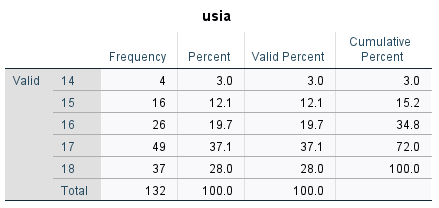 usia
Frequency Percent Valid Percent Cumulative Percent
Valid 14 4 3.0 3.0 3.0
15 16 12.1 12.1 15.2
16 26 19.7 19.7 34.8
17 49 37.1 37.1 72.0
18 37 28.0 28.0 100.0
Total 132 100.0 100.0